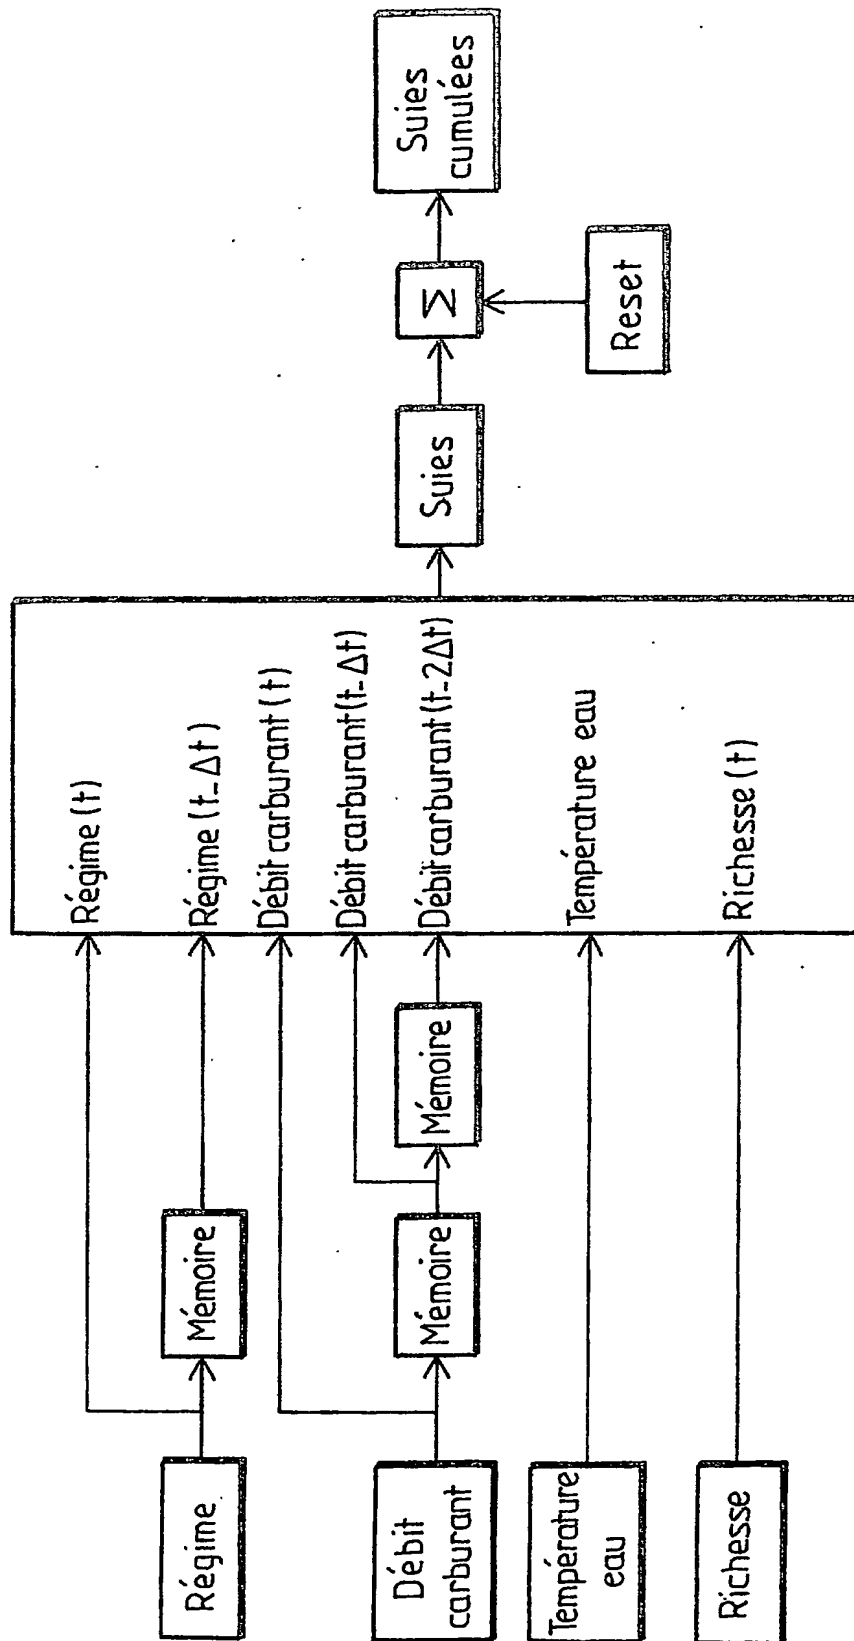 Régime
Mémoire
Débit
carburant
Mémoire
Mémoire
Température
eau
Richesse
Régime (t)
Régime (t-Δt)
Débit carburant (t)
Débit carburant (t-Δt)
Débit carburant (t-2Δt)
Température eau
Richesse (t)
Suies
Σ
Reset
Suies
cumulées